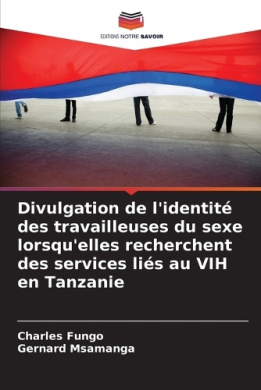 EDITIONS NOTRE SAVOIR
Divulgation de l'identité
des travailleuses du sexe
lorsqu'elles recherchent
des services liés au VIH
en Tanzanie
Charles Fungo
Gernard Msamanga